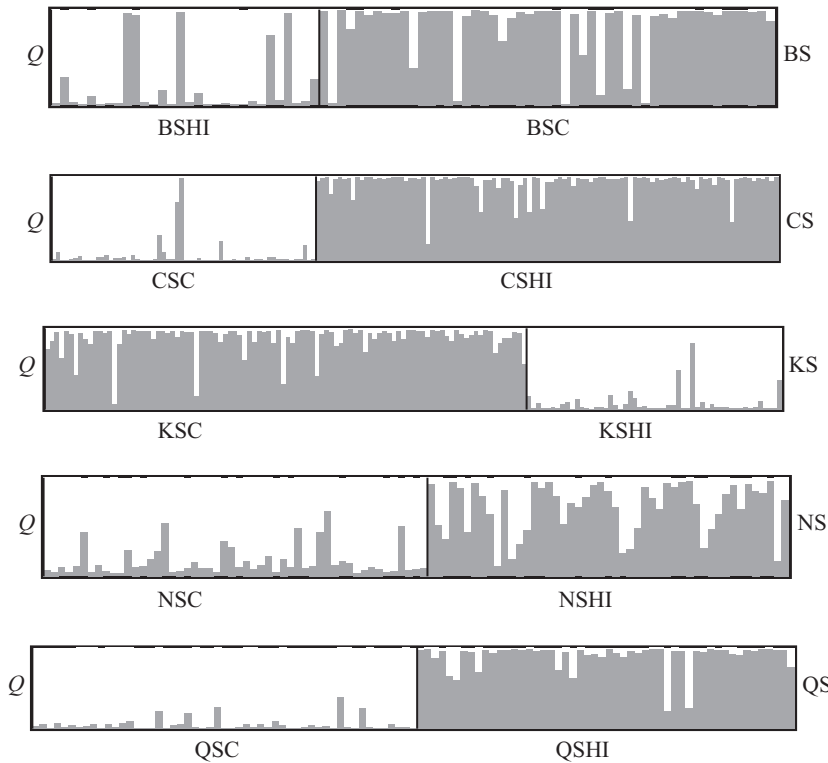 Q BS
BSHI BSC
Q CS
CSC CSHI
Q KS
KSC KSHI
Q NS
NSC NSHI
Q QS
QSC QSHI